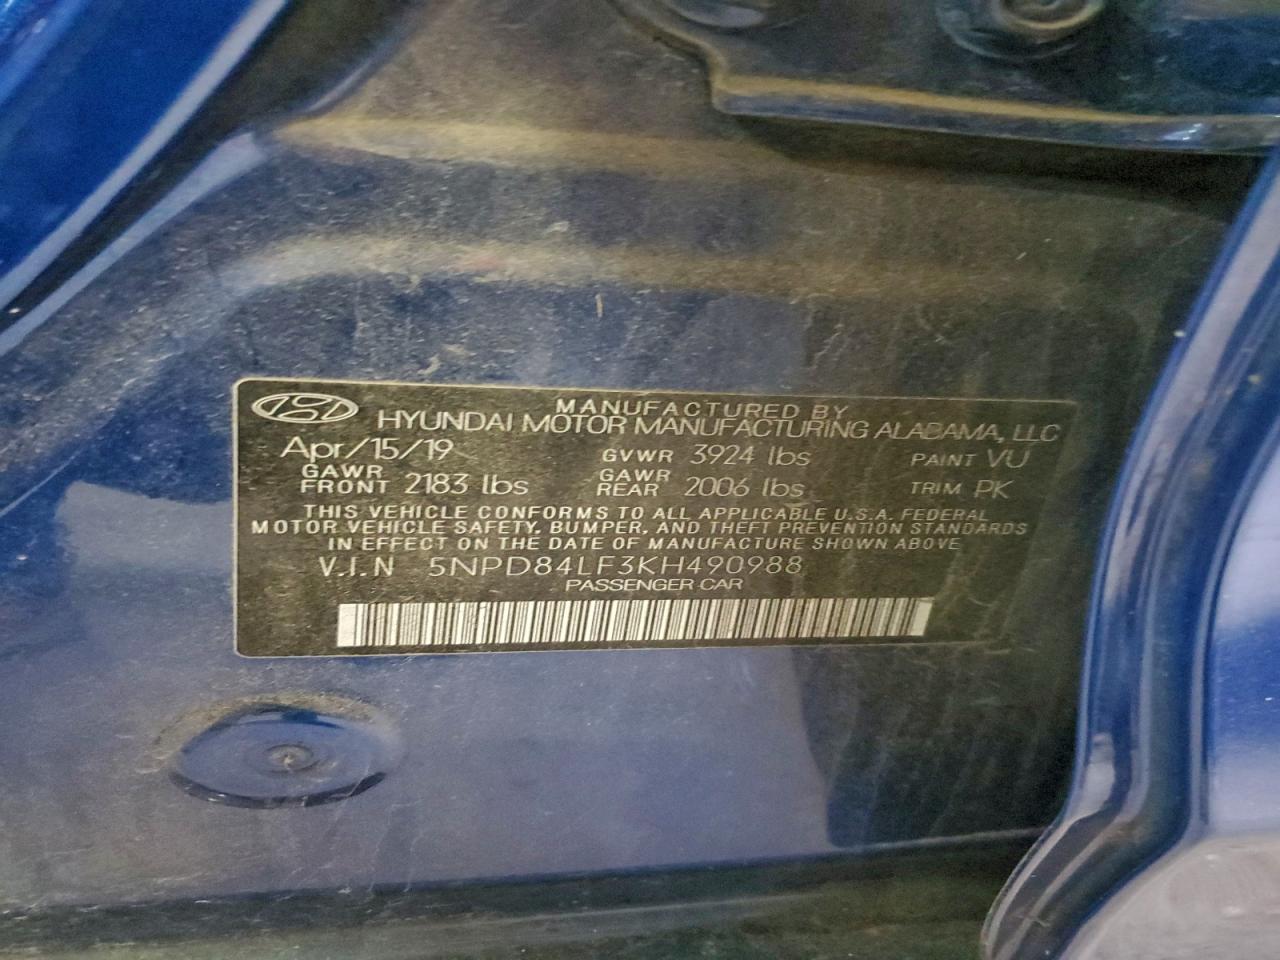 MANUFACTURED BY
HYUNDAI MOTOR MANUFACTURING ALABAMA, LLC
Apr/15/19 GVWR 3924 lbs PAINT VU
GAWR FRONT 2183 lbs GAWR REAR 2006 lbs TRIM PK
THIS VEHICLE CONFORMS TO ALL APPLICABLE U.S.A. FEDERAL
MOTOR VEHICLE SAFETY, BUMPER, AND THEFT PREVENTION STANDARDS
IN EFFECT ON THE DATE OF MANUFACTURE SHOWN ABOVE
V.I.N 5NPD84LF3KH490988
PASSENGER CAR